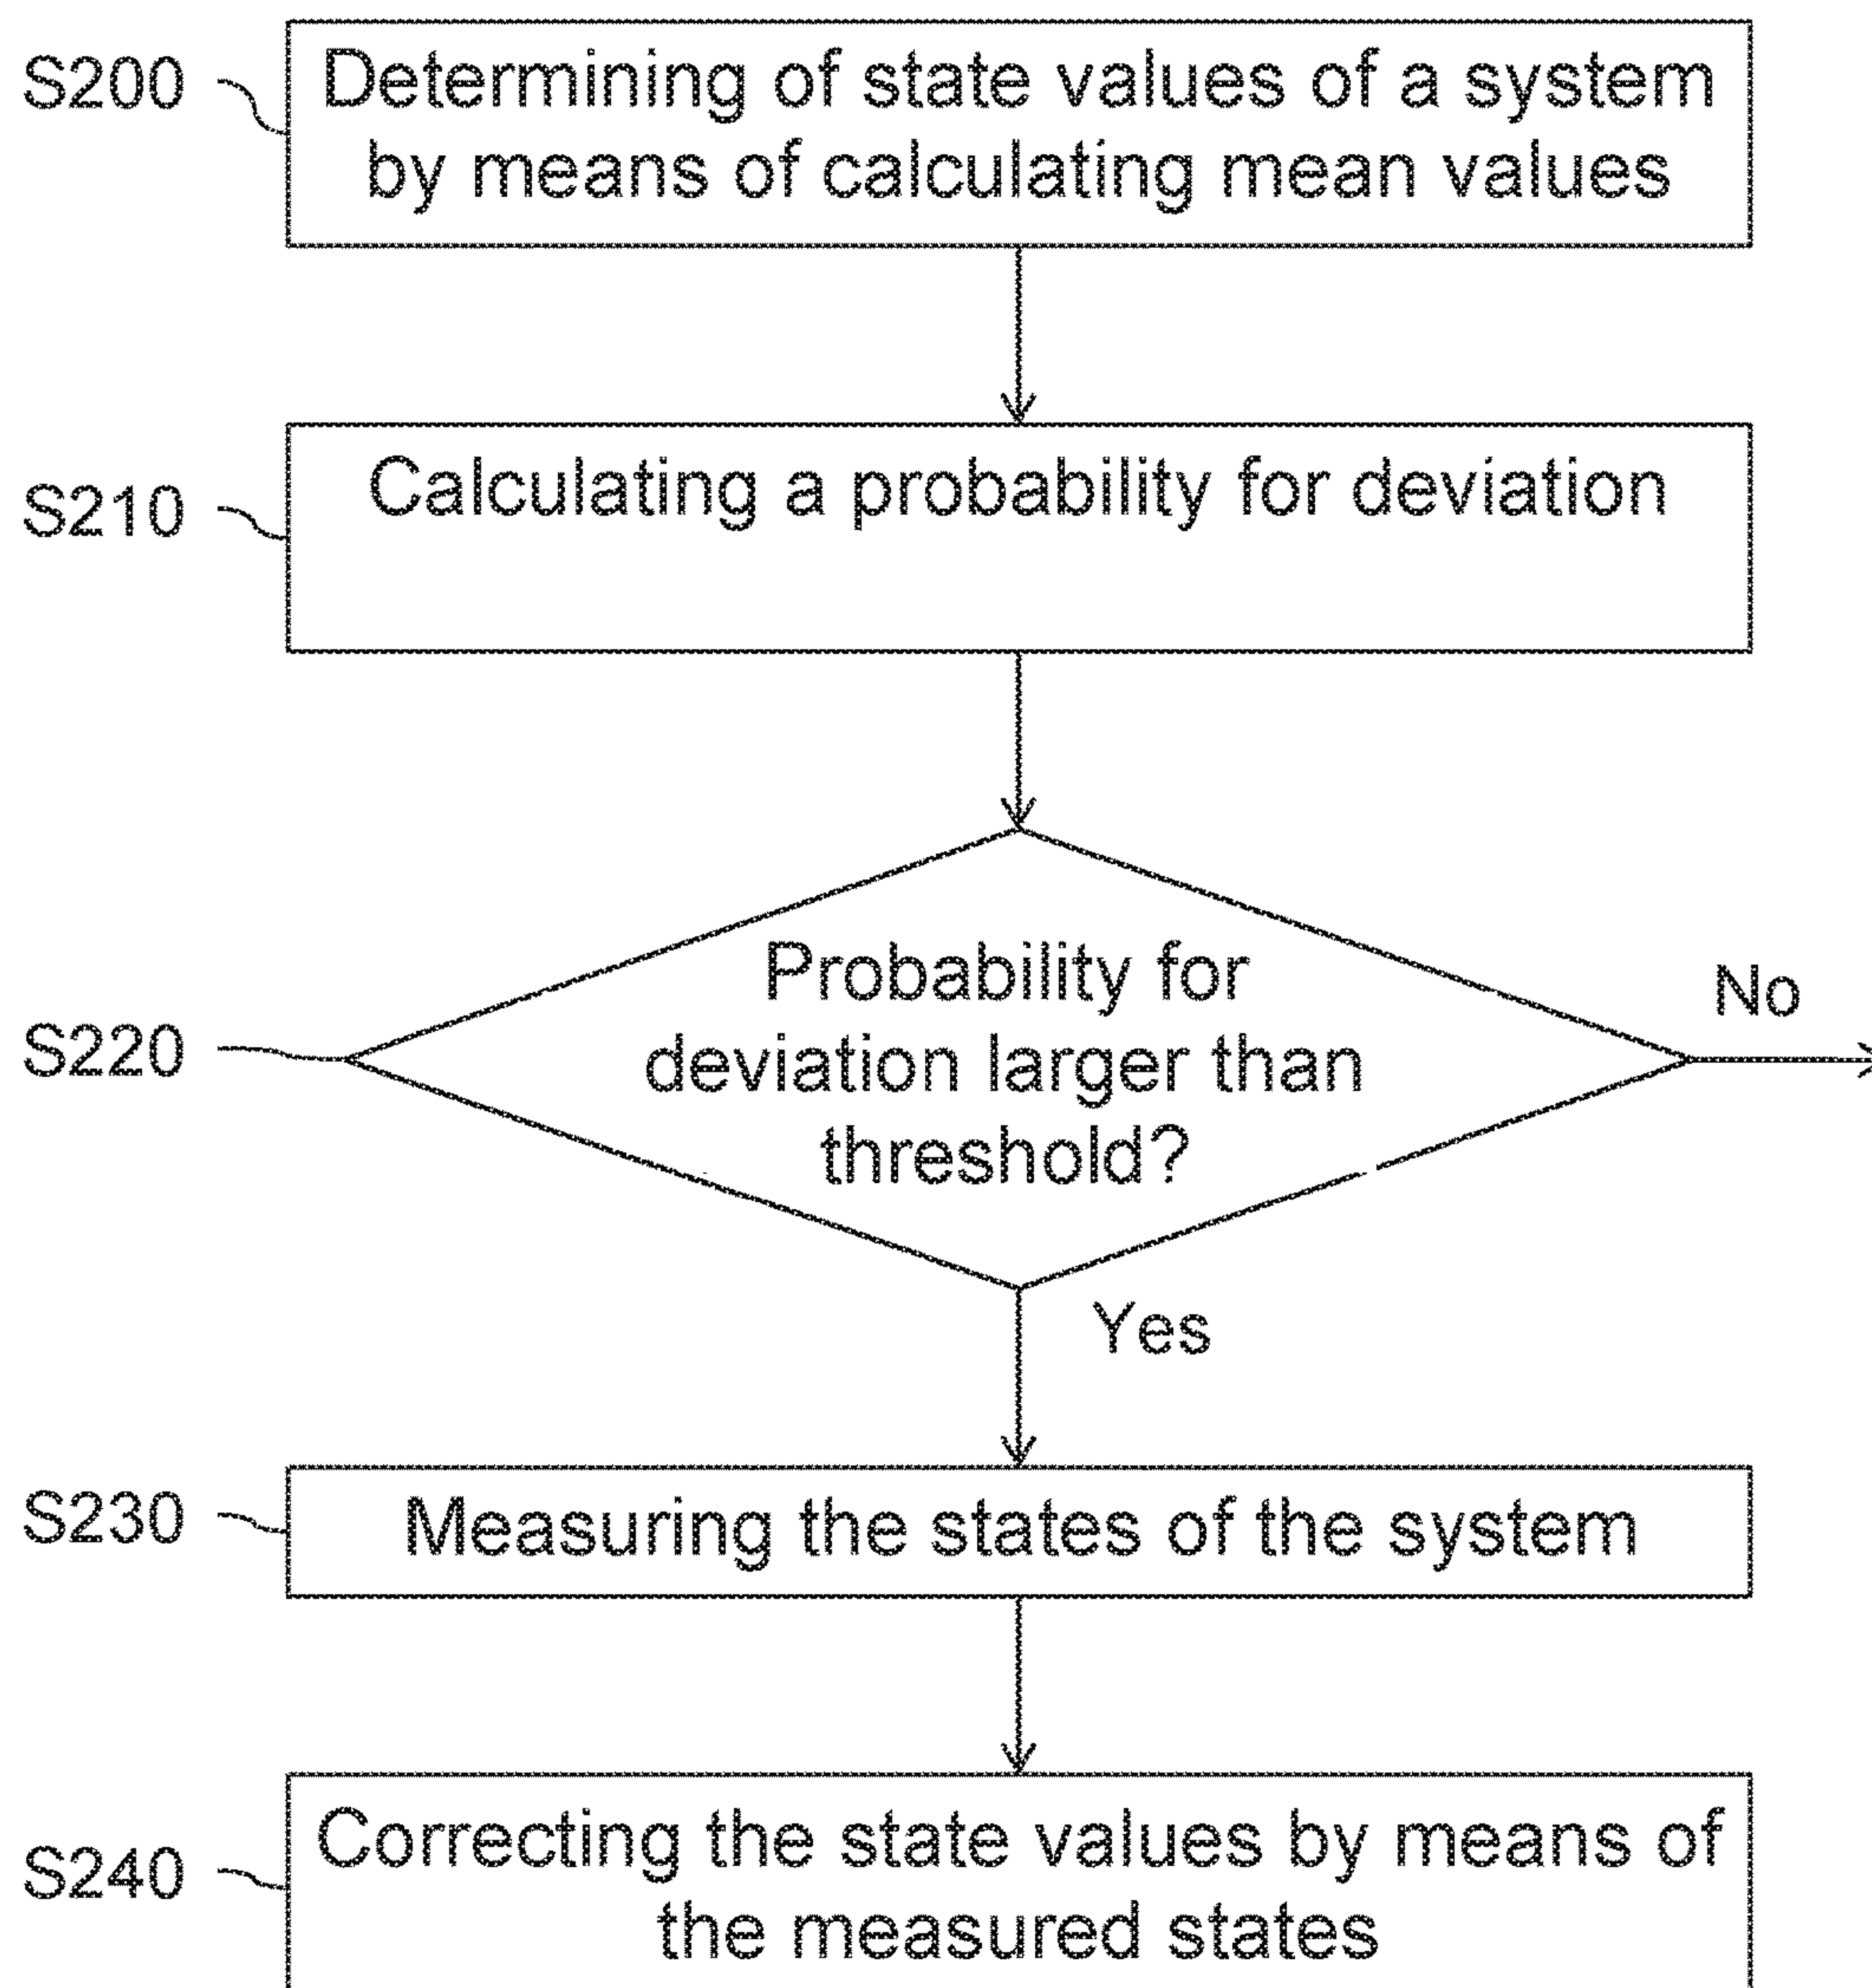 S200
Determining of state values of a system
by means of calculating mean values
S210
Calculating a probability for deviation
S220
Probability for
deviation larger than
threshold?
No
Yes
S230
Measuring the states of the system
S240
Correcting the state values by means of
the measured states